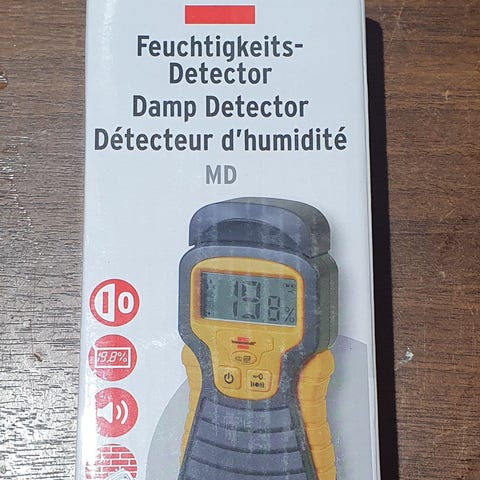 Feuchtigkeits-
Detector
Damp Detector
Détecteur d'humidité
MD
19.8%
19.8%